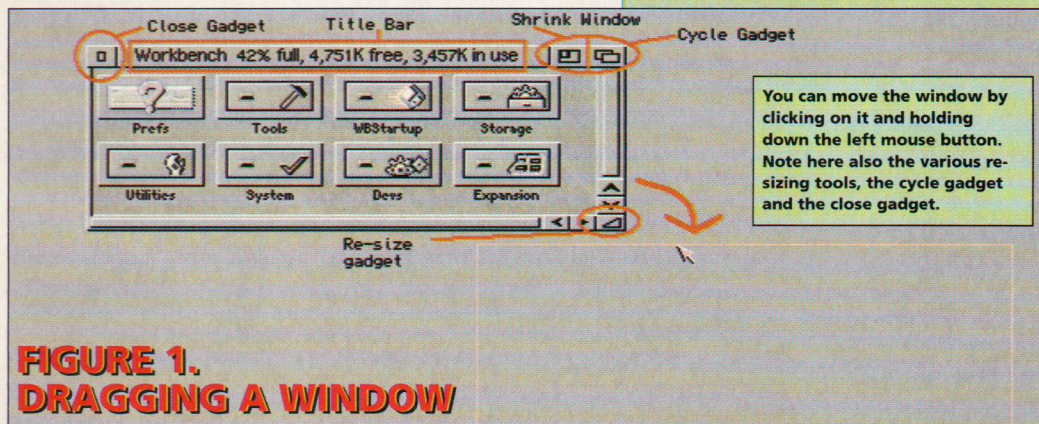 Close Gadget
Title Bar
Shrink Window
Cycle Gadget
Workbench 42% full, 4,751K free, 3,457K in use
Prefs
Tools
WBStartup
Storage
Utilities
System
Devs
Expansion
Re-size
gadget
You can move the window by
clicking on it and holding
down the left mouse button.
Note here also the various re-
sizing tools, the cycle gadget
and the close gadget.
FIGURE 1.
DRAGGING A WINDOW